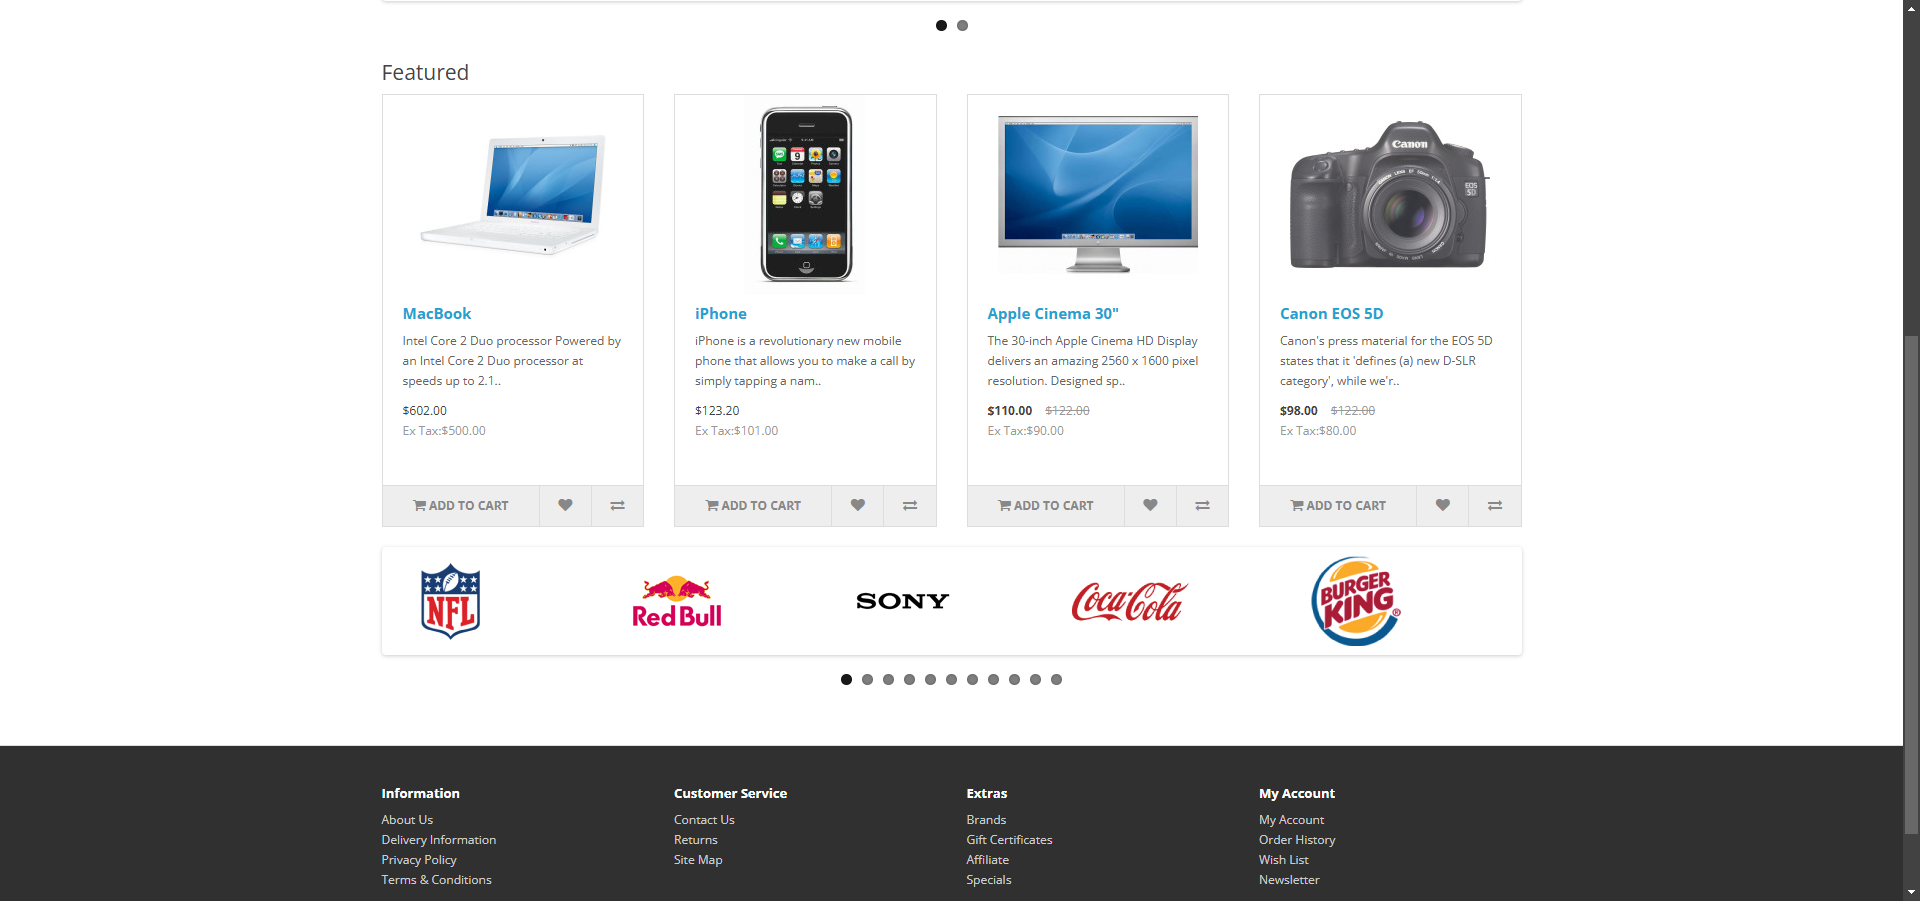 Featured
MacBook
Intel Core 2 Duo processor Powered by
an Intel Core 2 Duo processor at
speeds up to 2.1..
$602.00
Ex Tax:$500.00
ADD TO CART
iPhone
iPhone is a revolutionary new mobile
phone that allows you to make a call by
simply tapping a nam..
$123.20
Ex Tax:$101.00
ADD TO CART
Apple Cinema 30"
The 30-inch Apple Cinema HD Display
delivers an amazing 2560 x 1600 pixel
resolution. Designed sp..
$110.00 $122.00
Ex Tax:$90.00
ADD TO CART
Canon
EOS
5D
Canon EOS 5D
Canon's press material for the EOS 5D
states that it 'defines (a) new D-SLR
category', while we'r..
$98.00 $122.00
Ex Tax:$80.00
ADD TO CART
NFL
Red Bull
SONY
Coca-Cola
BURGER
KING®
Information
About Us
Delivery Information
Privacy Policy
Terms & Conditions
Customer Service
Contact Us
Returns
Site Map
Extras
Brands
Gift Certificates
Affiliate
Specials
My Account
My Account
Order History
Wish List
Newsletter